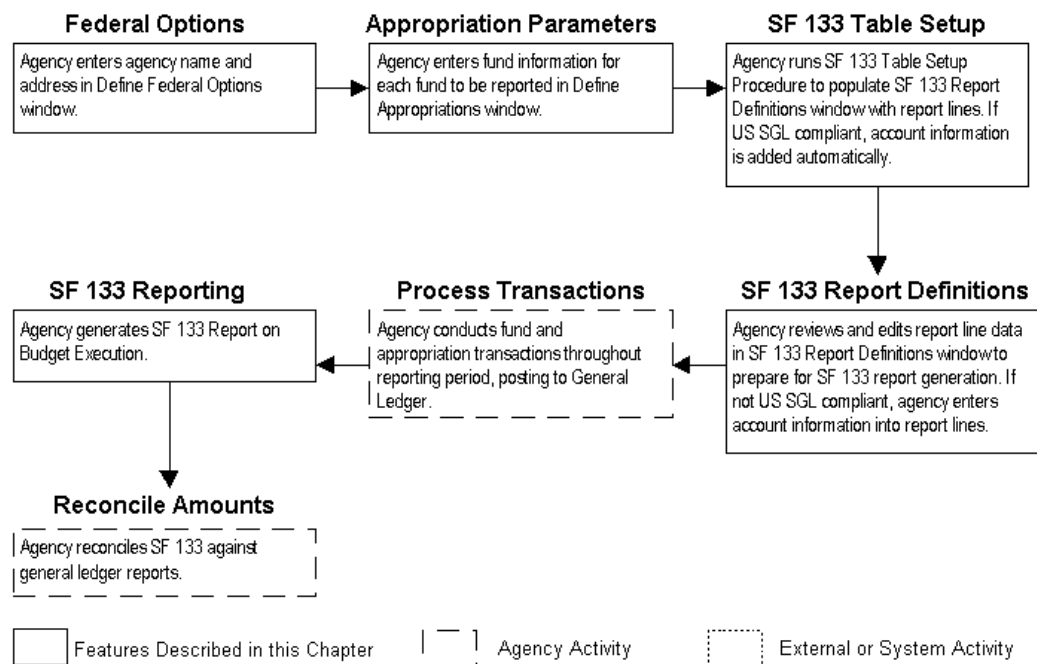 Federal Options
Agency enters agency name and
address in Define Federal Options
window.
Appropriation Parameters
Agency enters fund information for
each fund to be reported in Define
Appropriations window.
SF 133 Table Setup
Agency runs SF 133 Table Setup
Procedure to populate SF 133 Report
Definitions window with report lines. If
US SGL compliant, account information
is added automatically.
SF 133 Reporting
Agency generates SF 133 Report on
Budget Execution.
Process Transactions
Agency conducts fund and
appropriation transactions throughout
reporting period, posting to General
Ledger.
SF 133 Report Definitions
Agency reviews and edits report line data
in SF 133 Report Definitions window to
prepare for SF 133 report generation. If
not US SGL compliant, agency enters
account information into report lines.
Reconcile Amounts
Agency reconciles SF 133 against
general ledger reports.
Features Described in this Chapter
Agency Activity
External or System Activity